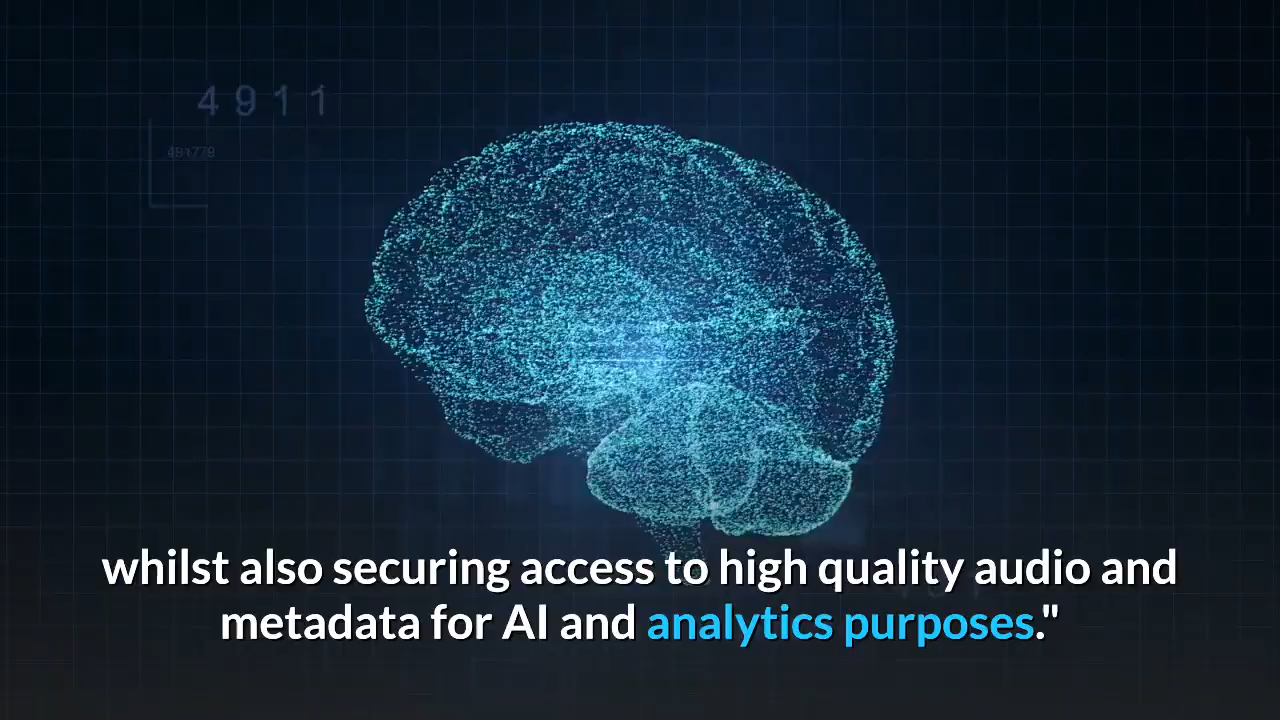 4911
whilst also securing access to high quality audio and
metadata for AI and analytics purposes."